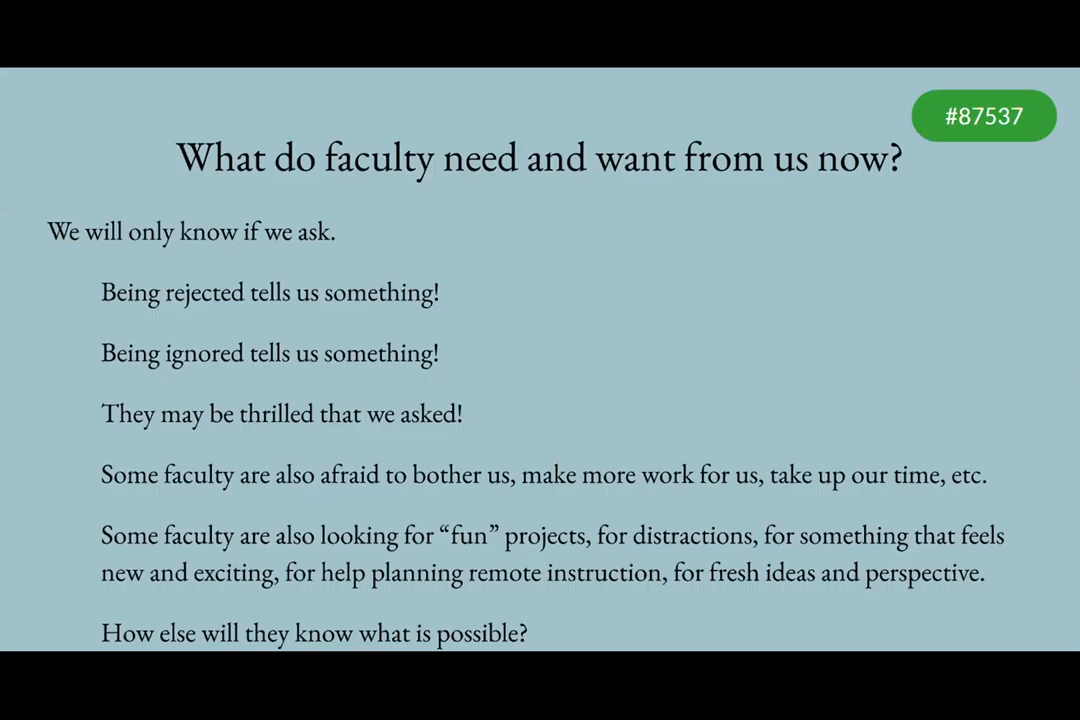 #87537
What do faculty need and want from us now?
We will only know if we ask.
Being rejected tells us something!
Being ignored tells us something!
They may be thrilled that we asked!
Some faculty are also afraid to bother us, make more work for us, take up our time, etc.
Some faculty are also looking for “fun” projects, for distractions, for something that feels
new and exciting, for help planning remote instruction, for fresh ideas and perspective.
How else will they know what is possible?